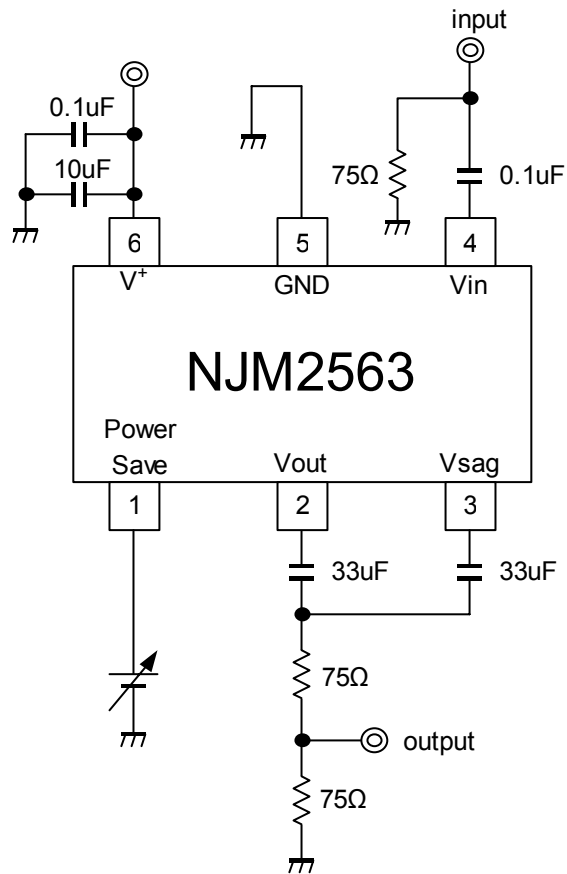 input
0.1uF
10uF
75Ω
0.1uF
6
5
4
V⁺
GND
Vin
NJM2563
Power
Save
Vout
Vsag
1
2
3
33uF
33uF
75Ω
output
75Ω